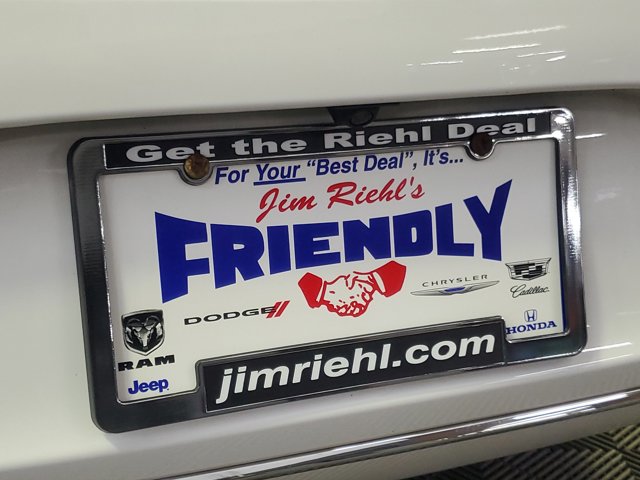 Get the Riehl Deal
For Your "Best Deal", It's...
Jim Riehl's
FRIENDLY
DODGE
CHRYSLER
Cadillac
RAM
Jeep
HONDA
jimriehl.com